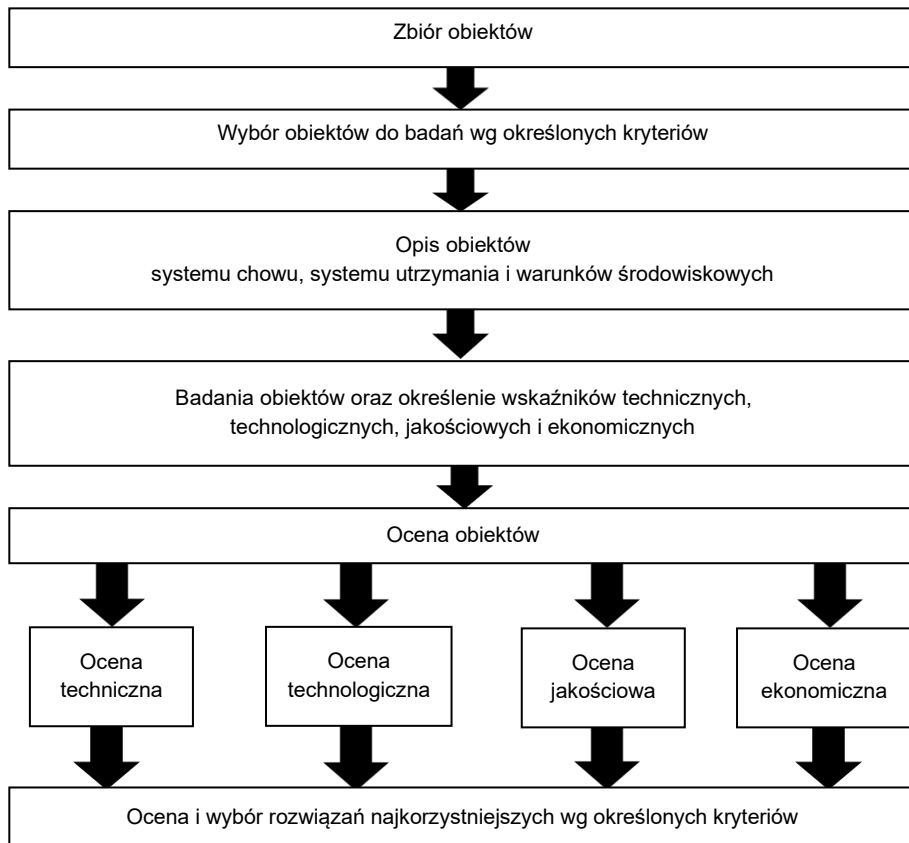 Zbiór obiektów
Wybór obiektów do badań wg określonych kryteriów
Opis obiektów
systemu chowu, systemu utrzymania i warunków środowiskowych
Badania obiektów oraz określenie wskaźników technicznych,
technologicznych, jakościowych i ekonomicznych
Ocena obiektów
Ocena
techniczna
Ocena
technologiczna
Ocena
jakościowa
Ocena
ekonomiczna
Ocena i wybór rozwiązań najkorzystniejszych wg określonych kryteriów